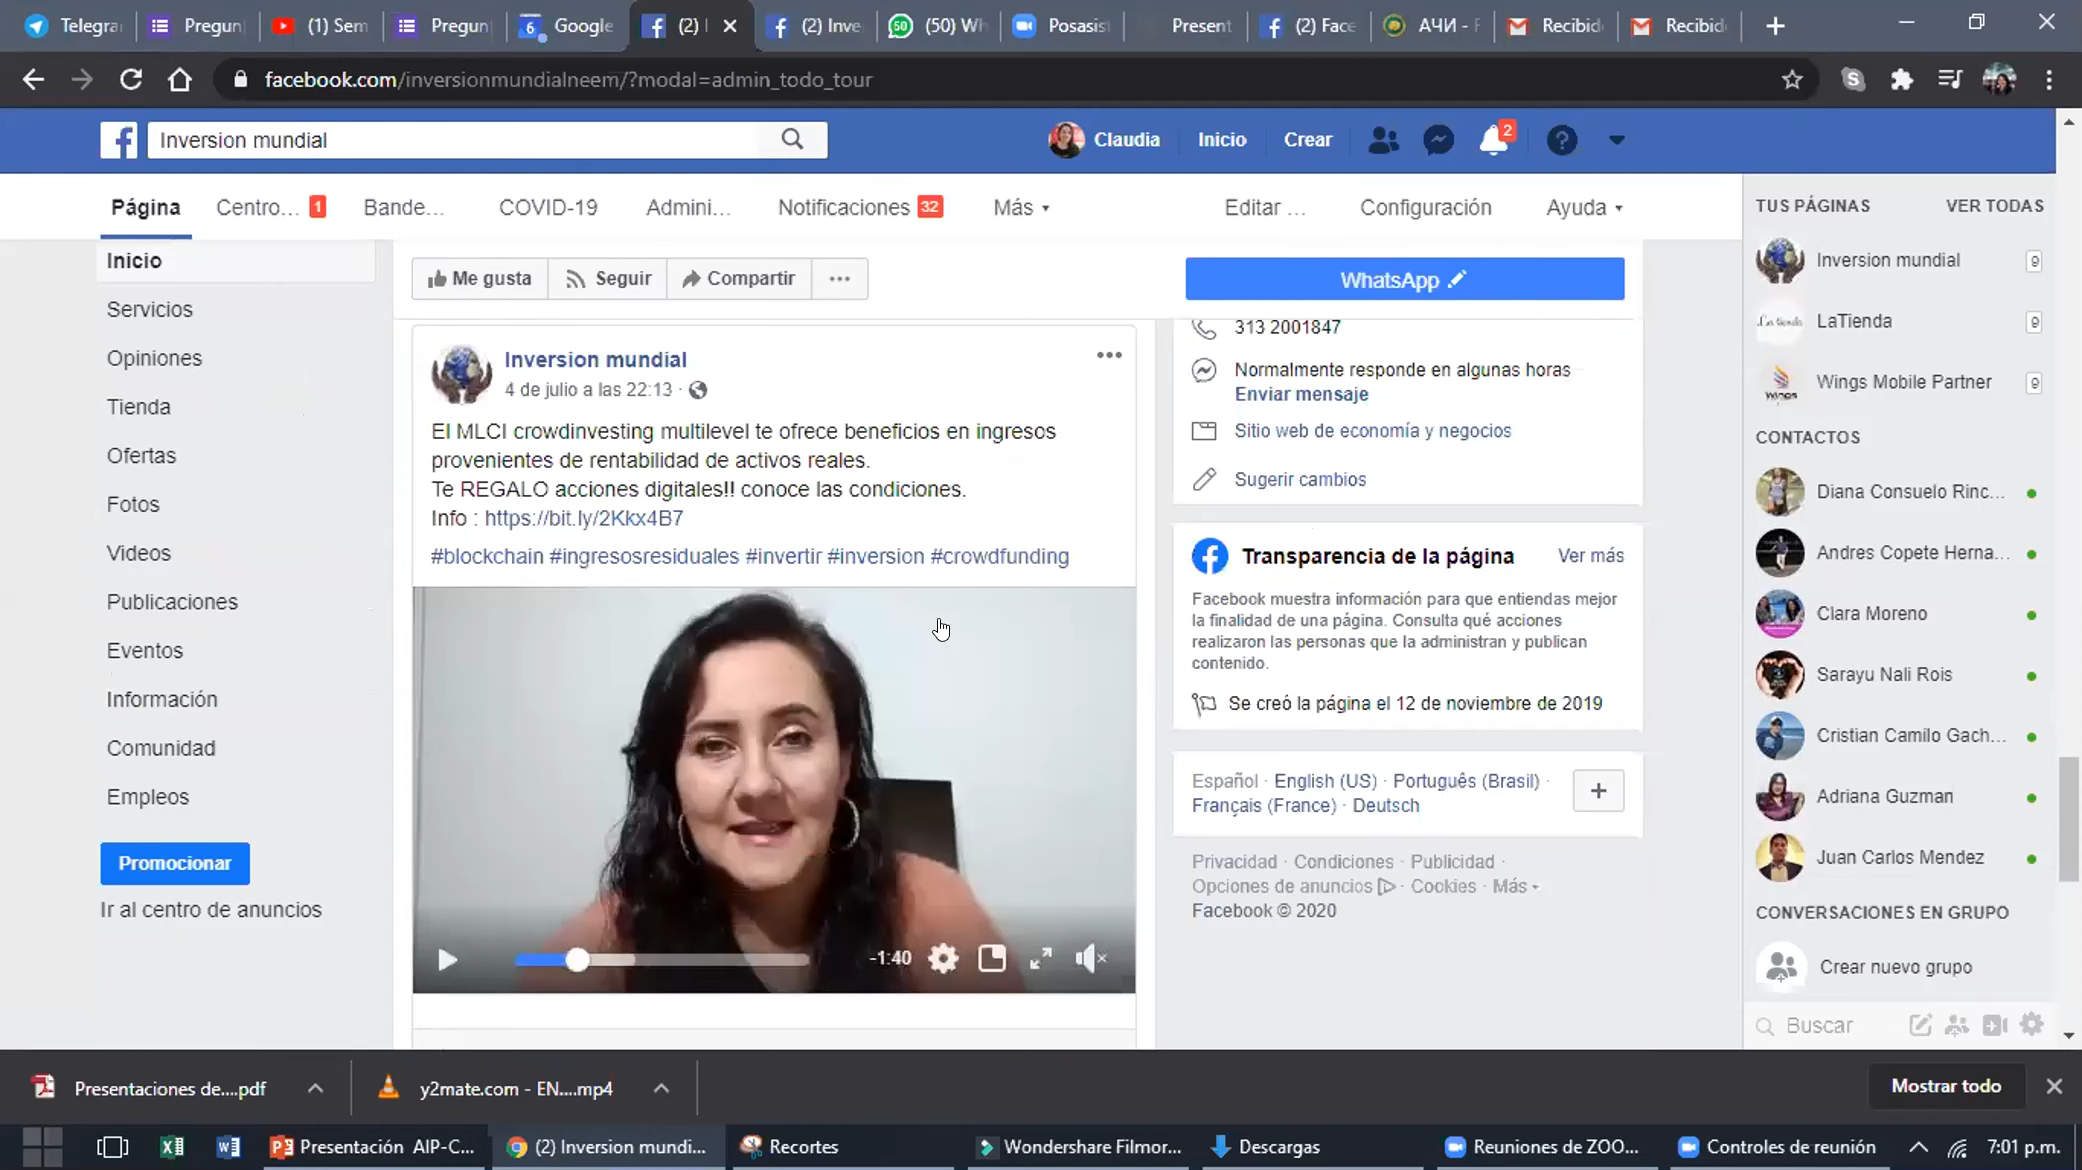 Telegra
Pregun
(1) Sem
Pregun
Google
(2) I
(2) Inve
(50) Wh
Posasis
Present
(2) Face
АЧИ - F
Recibid
Recibid
facebook.com/inversionmundialneem/?modal=admin_todo_tour
Inversion mundial
Claudia
Inicio
Crear
2
Página
Centro... 1
Bande...
COVID-19
Admini...
Notificaciones 32
Más
Editar ...
Configuración
Ayuda
Inicio
Servicios
Opiniones
Tienda
Ofertas
Fotos
Videos
Publicaciones
Eventos
Información
Comunidad
Empleos
Promocionar
Ir al centro de anuncios
Me gusta
Seguir
Compartir
WhatsApp
Inversion mundial
4 de julio a las 22:13 ·
El MLCI crowdinvesting multilevel te ofrece beneficios en ingresos
provenientes de rentabilidad de activos reales.
Te REGALO acciones digitales!! conoce las condiciones.
Info : https://bit.ly/2Kkx4B7
#blockchain #ingresosresiduales #invertir #inversion #crowdfunding
-1:40
313 2001847
Normalmente responde en algunas horas
Enviar mensaje
Sitio web de economía y negocios
Sugerir cambios
Transparencia de la página
Ver más
Facebook muestra información para que entiendas mejor
la finalidad de una página. Consulta qué acciones
realizaron las personas que la administran y publican
contenido.
Se creó la página el 12 de noviembre de 2019
Español · English (US) · Português (Brasil) ·
Français (France) · Deutsch
Privacidad · Condiciones · Publicidad ·
Opciones de anuncios · Cookies · Más
Facebook © 2020
TUS PÁGINAS
VER TODAS
Inversion mundial
9
LaTienda
9
Wings Mobile Partner
9
CONTACTOS
Diana Consuelo Rinc...
Andres Copete Herna...
Clara Moreno
Sarayu Nali Rois
Cristian Camilo Gach...
Adriana Guzman
Juan Carlos Mendez
CONVERSACIONES EN GRUPO
Crear nuevo grupo
Buscar
Presentaciones de....pdf
y2mate.com - EN....mp4
Mostrar todo
Presentación AIP-C...
(2) Inversion mundi...
Recortes
Wondershare Filmor...
Descargas
Reuniones de ZOO...
Controles de reunión
7:01 p.m.